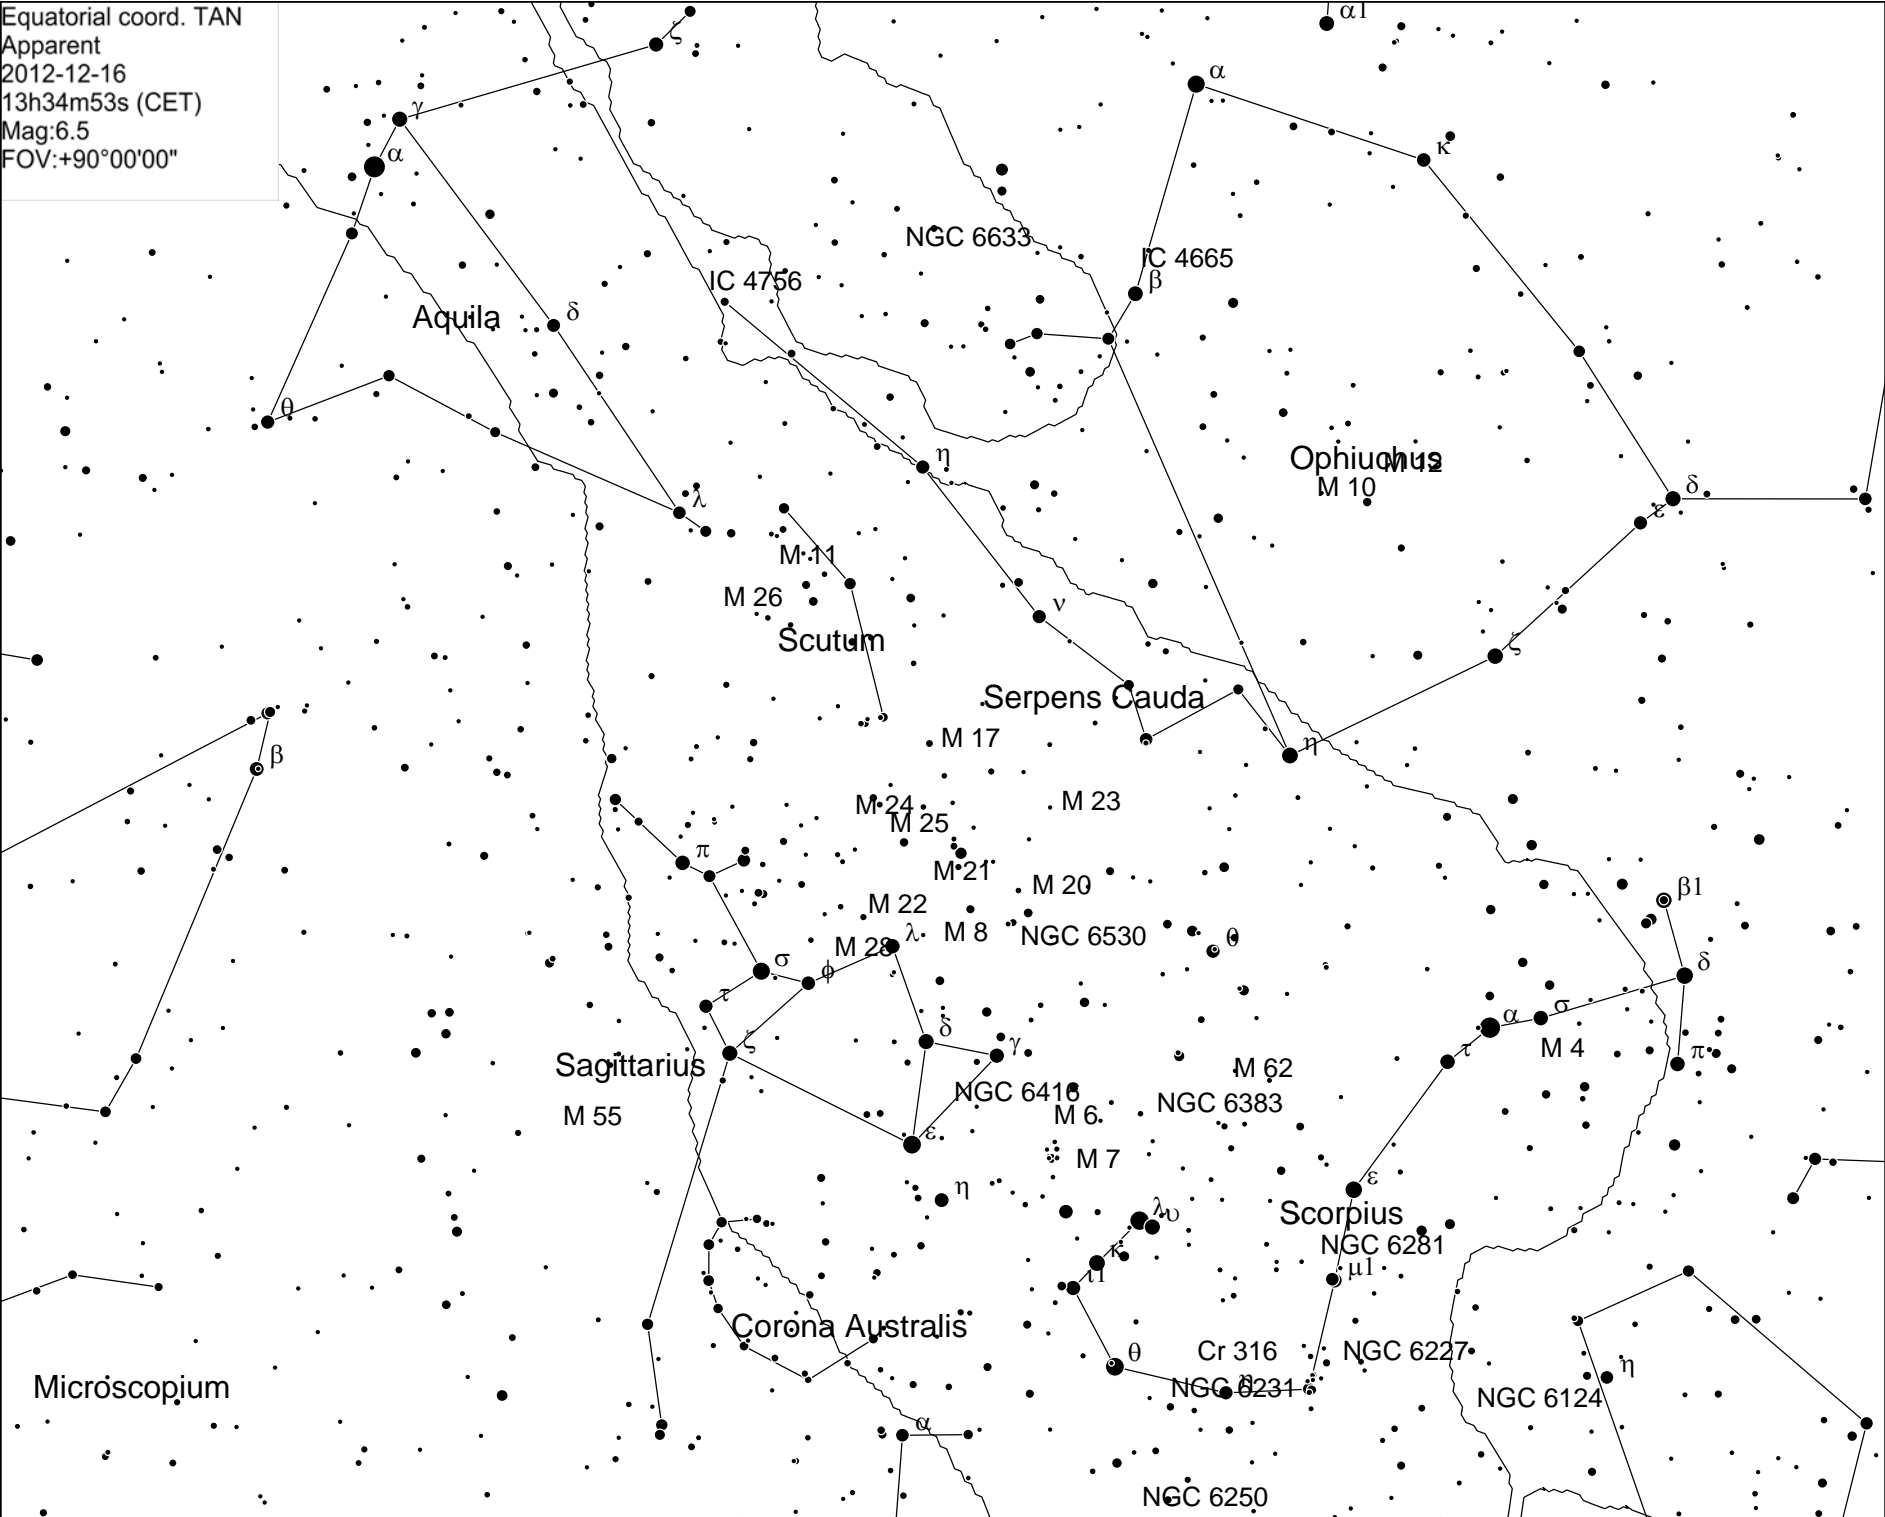 Equatorial coord. TAN
Apparent
2012-12-16
13h34m53s (CET)
Mag:6.5
FOV:+90°00'00"
ζ
α1
α
γ
α
κ
NGC 6633
IC 4665
IC 4756
β
Aquila
δ
θ
η
Ophiuchus
M 12
M 10
δ
λ
ε
M 11
M 26
ν
Scutum
ζ
Serpens Cauda
M 17
η
β
M 24
M 23
M 25
π
M 21
M 20
β1
M 22
M 8
NGC 6530
λ
M 28
θ
σ
φ
δ
τ
α
σ
δ
ζ
γ
τ
M 4
π
Sagittarius
M 62
NGC 6416
NGC 6383
M 55
M 6
ε
M 7
η
ε
λ
υ
Scorpius
κ
NGC 6281
ι1
μ1
Corona Australis
θ
Cr 316
NGC 6227
η
Microscopium
NGC 6231
η
NGC 6124
α
NGC 6250